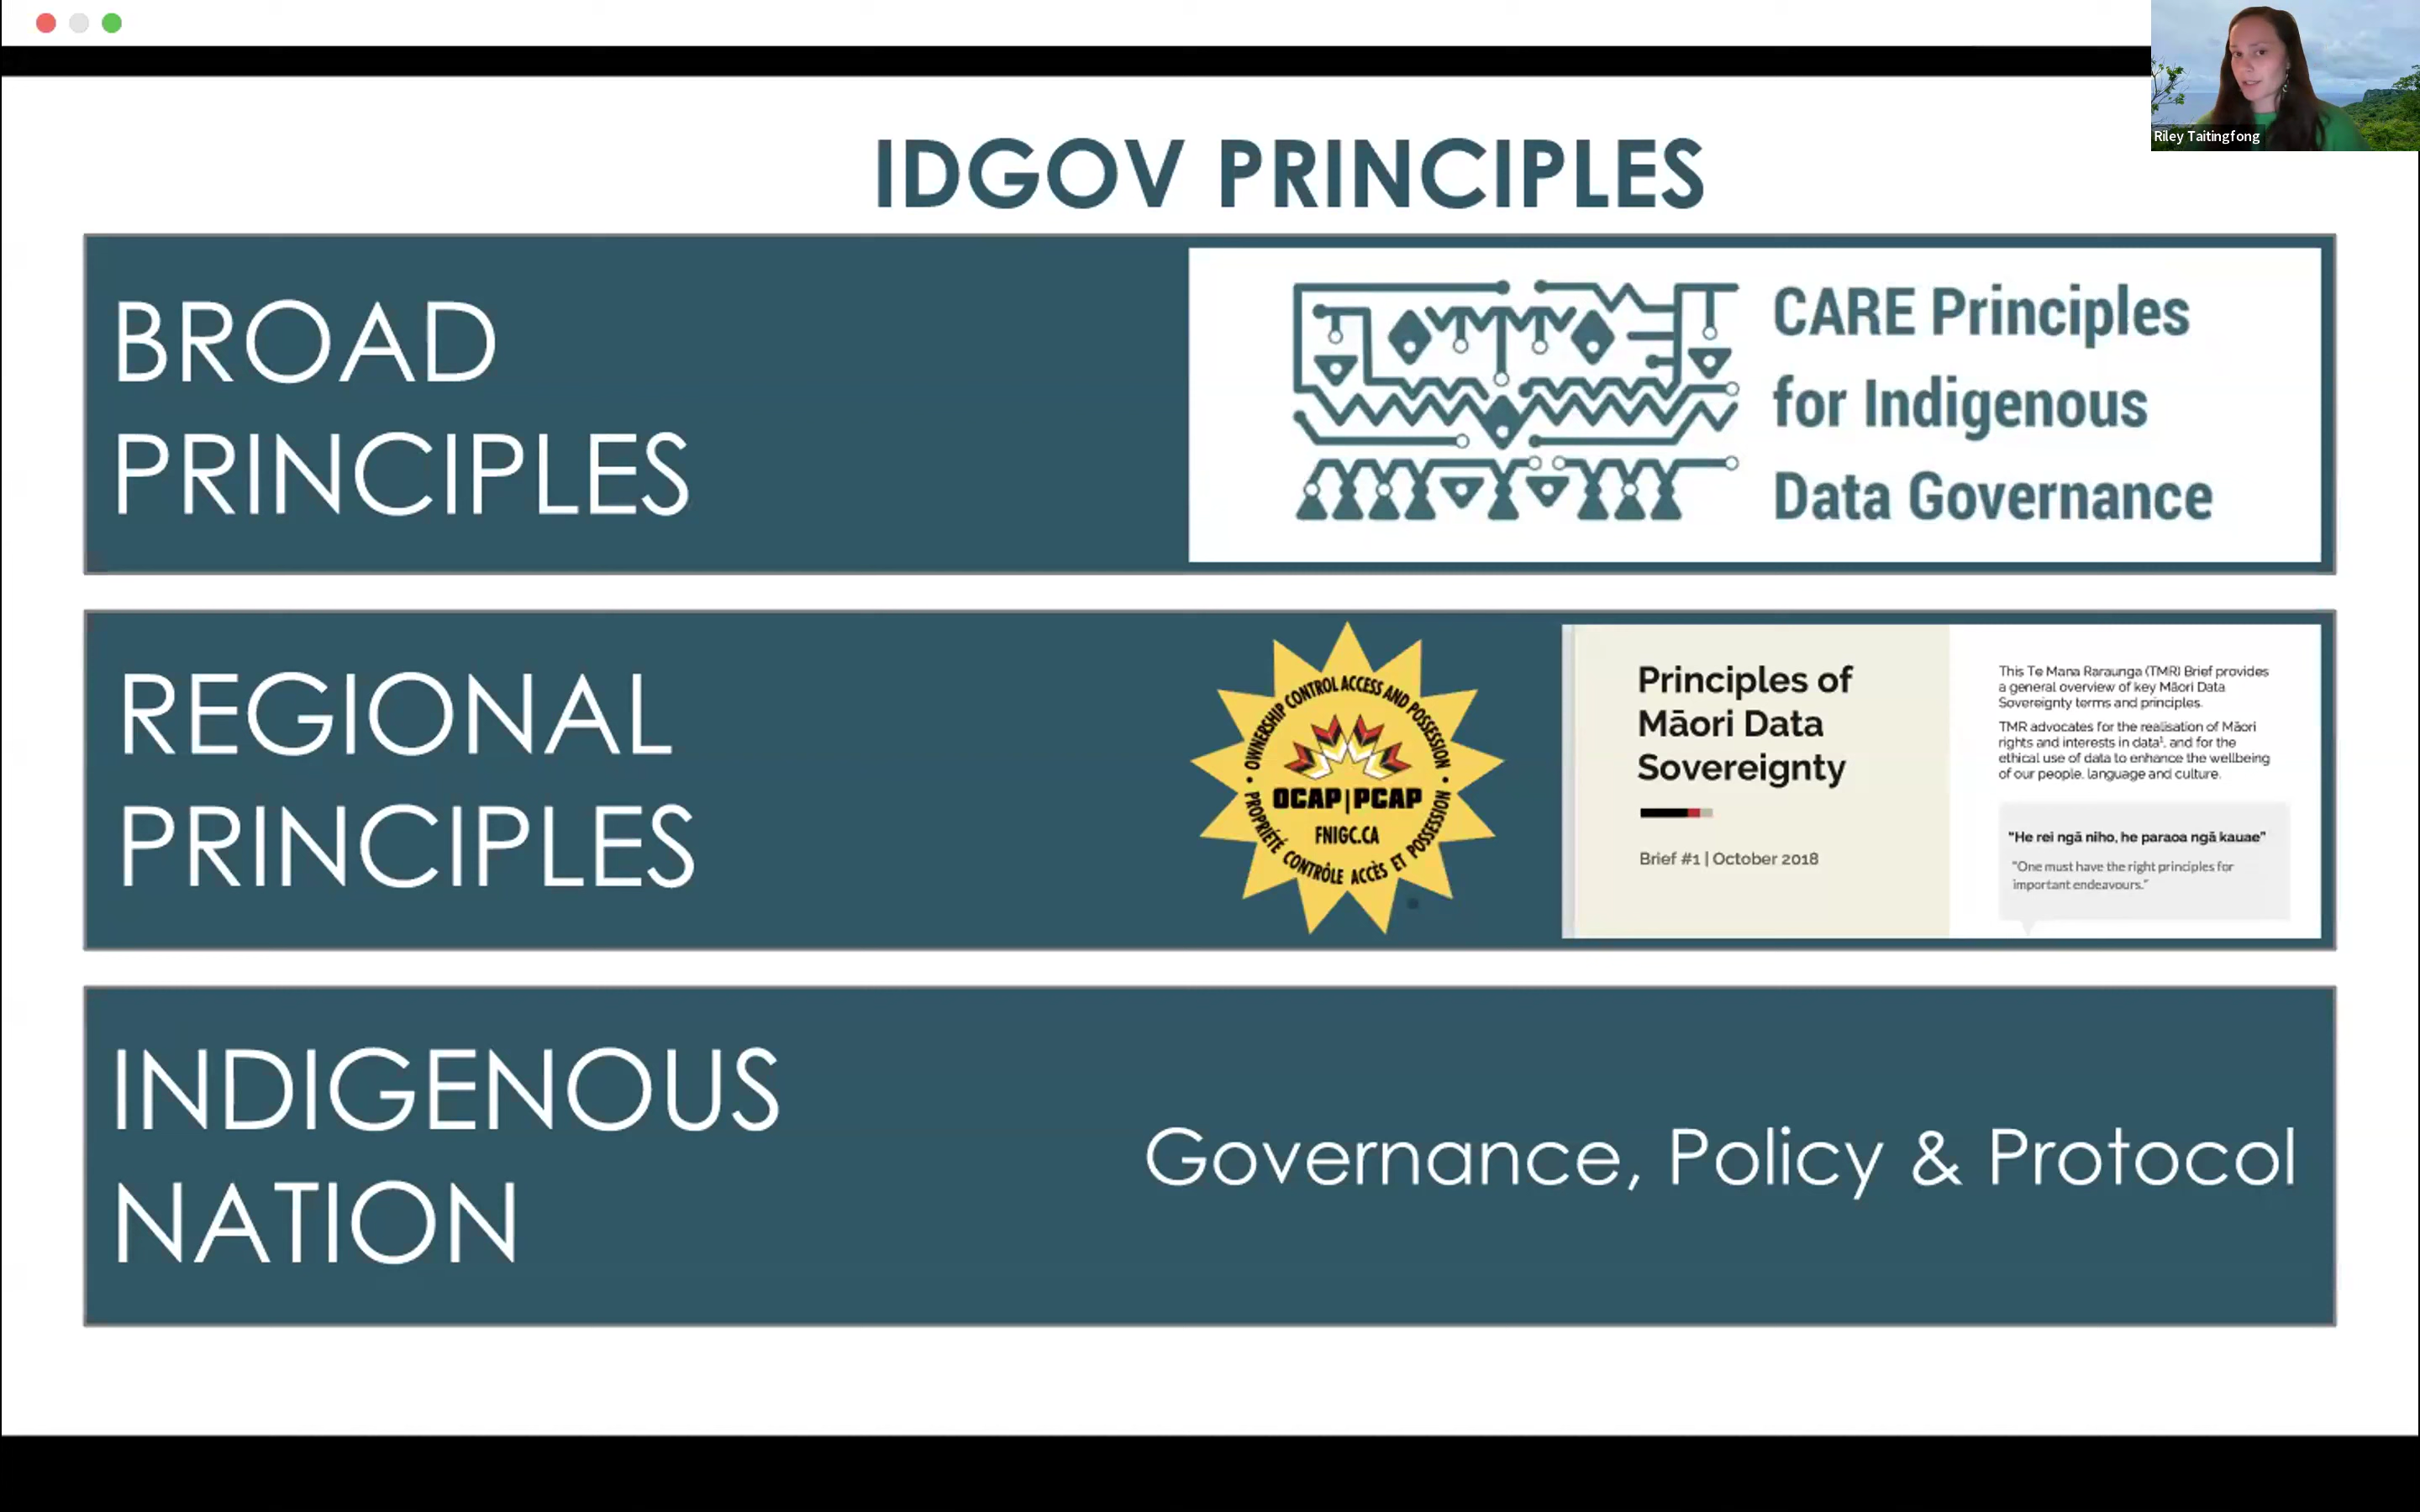 Riley Taitingfong
IDGOV PRINCIPLES
BROAD
PRINCIPLES
CARE Principles
for Indigenous
Data Governance
REGIONAL
PRINCIPLES
• OWNERSHIP CONTROL ACCESS AND POSSESSION •
OCAP|PCAP
FNIGC.CA
PROPRIÉTÉ CONTRÔLE ACCÈS ET POSSESSION
Principles of
Māori Data
Sovereignty
Brief #1 | October 2018
This Te Mana Raraunga (TMR) Brief provides
a general overview of key Māori Data
Sovereignty terms and principles.
TMR advocates for the realisation of Māori
rights and interests in data¹, and for the
ethical use of data to enhance the wellbeing
of our people, language and culture.
"He rei ngā niho, he paraoa ngā kauae"
"One must have the right principles for
important endeavours."
INDIGENOUS
NATION
Governance, Policy & Protocol